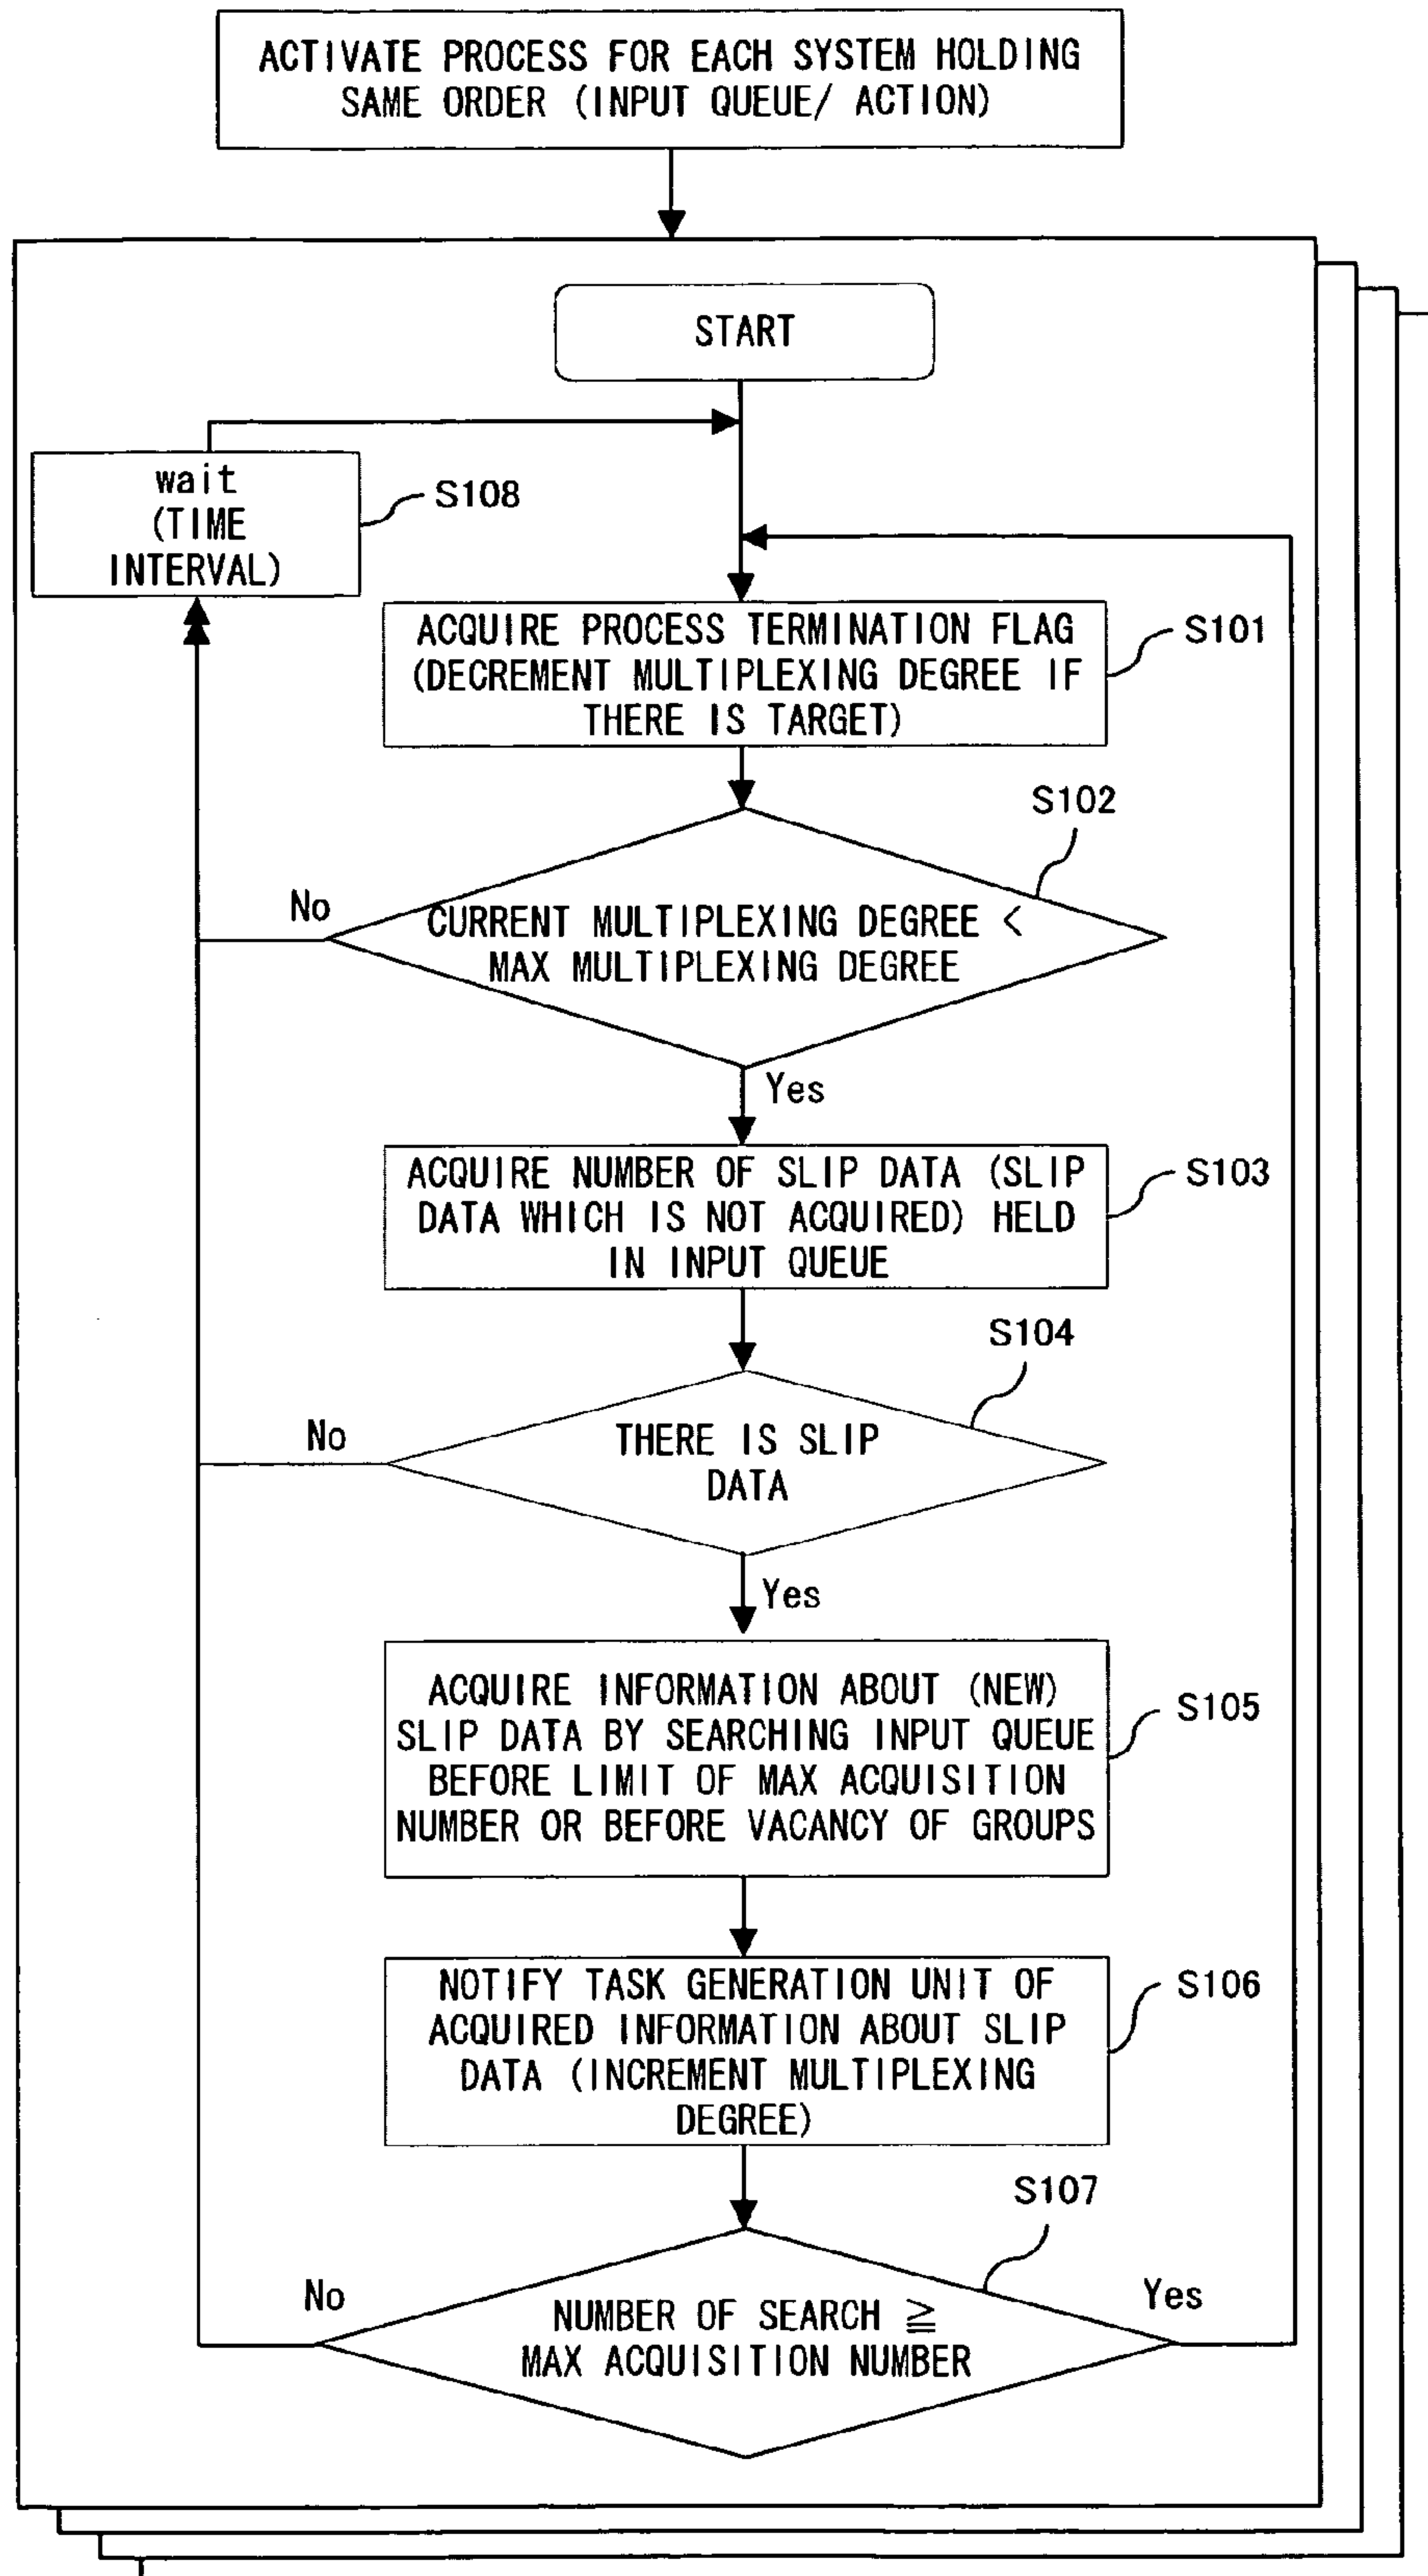 ACTIVATE PROCESS FOR EACH SYSTEM HOLDING
SAME ORDER (INPUT QUEUE/ ACTION)
START
wait
(TIME
INTERVAL)
S108
ACQUIRE PROCESS TERMINATION FLAG
(DECREMENT MULTIPLEXING DEGREE IF
THERE IS TARGET)
S101
S102
No
CURRENT MULTIPLEXING DEGREE <
MAX MULTIPLEXING DEGREE
Yes
ACQUIRE NUMBER OF SLIP DATA (SLIP
DATA WHICH IS NOT ACQUIRED) HELD
IN INPUT QUEUE
S103
S104
No
THERE IS SLIP
DATA
Yes
ACQUIRE INFORMATION ABOUT (NEW)
SLIP DATA BY SEARCHING INPUT QUEUE
BEFORE LIMIT OF MAX ACQUISITION
NUMBER OR BEFORE VACANCY OF GROUPS
S105
NOTIFY TASK GENERATION UNIT OF
ACQUIRED INFORMATION ABOUT SLIP
DATA (INCREMENT MULTIPLEXING
DEGREE)
S106
S107
No
NUMBER OF SEARCH ≧
MAX ACQUISITION NUMBER
Yes